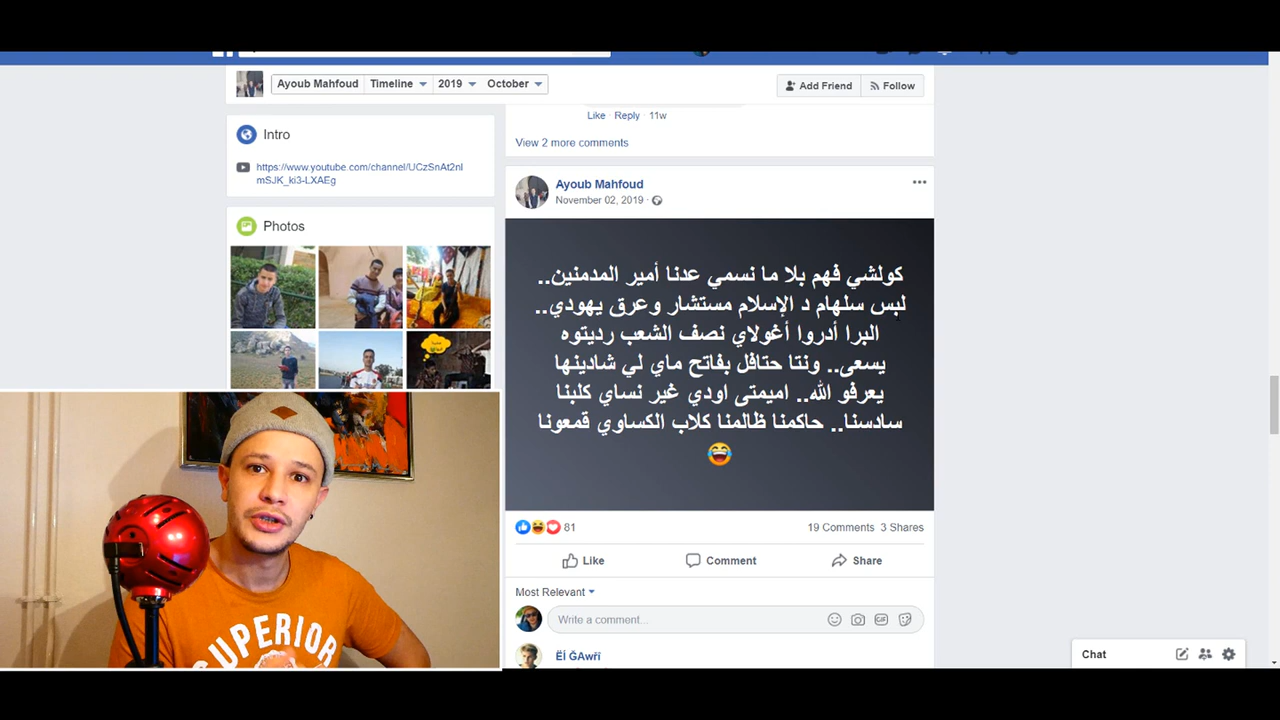 Ayoub Mahfoud
Timeline
2019
October
Add Friend
Follow
Intro
https://www.youtube.com/channel/UCzSnAt2nl
mSJK_ki3-LXAEg
Photos
Like · Reply · 11w
View 2 more comments
Ayoub Mahfoud
November 02, 2019 ·
كولشي فهم بلا ما نسمي عدنا أمير المدمنين..
لبس سلهام د الإسلام مستشار وعرق يهودي..
البرا أدروا أغولاي نصف الشعب رديتوه
يسعى.. ونتا حتافل بفاتح ماي لي شادينها
يعرفو الله.. اميمتى اودي غير نساي كلبنا
سادسنا.. حاكمنا ظالمنا كلاب الكساوي قمعونا
81
19 Comments 3 Shares
Like
Comment
Share
Most Relevant
Write a comment...
GIF
Ëİ ĞAwřï
Chat
SUPERIOR